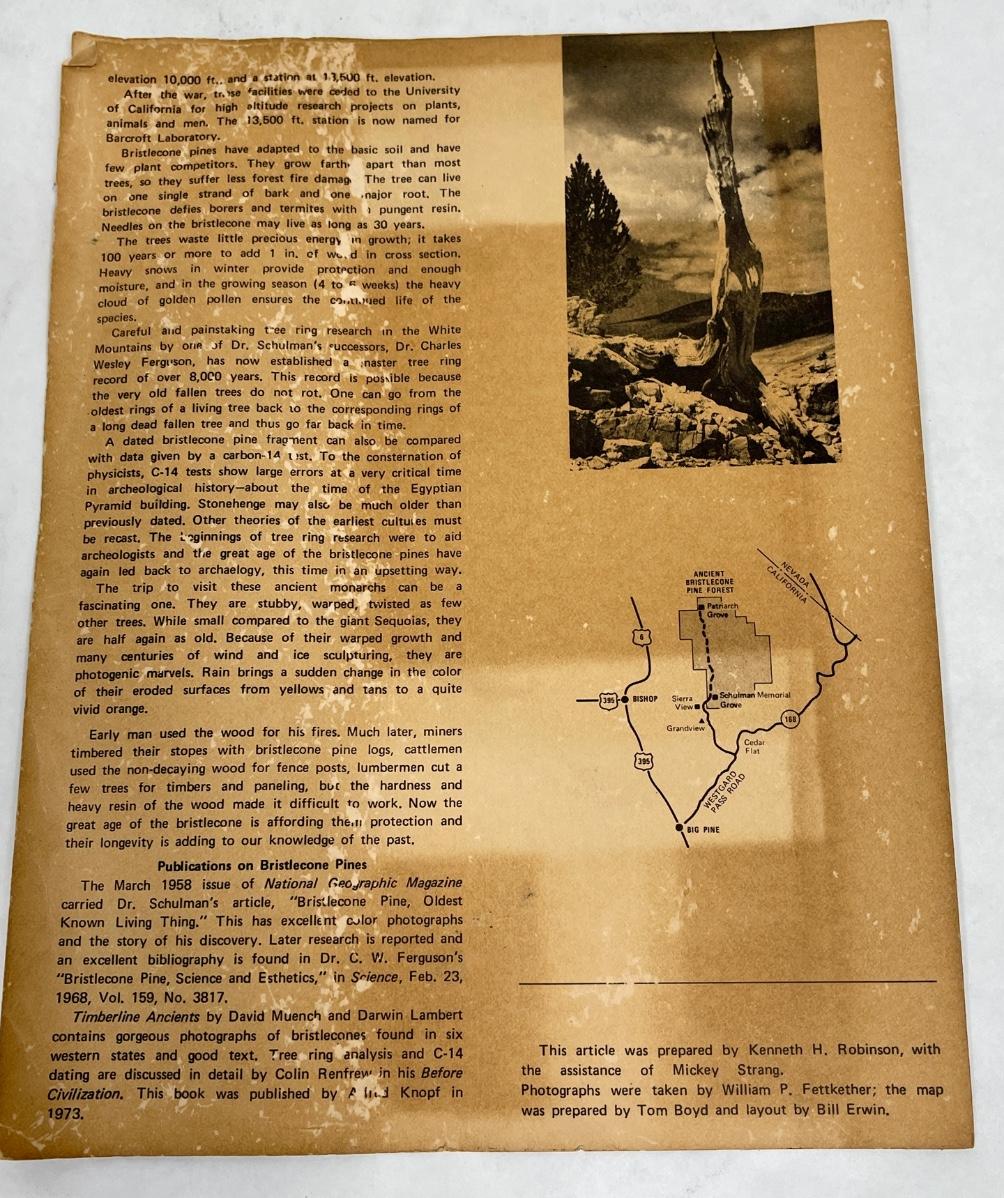 elevation 10,000 ft., and a station at 13,500 ft. elevation.
After the war, these facilities were ceded to the University
of California for high altitude research projects on plants,
animals and men. The 13,500 ft. station is now named for
Barcroft Laboratory.
Bristlecone pines have adapted to the basic soil and have
few plant competitors. They grow farther apart than most
trees, so they suffer less forest fire damage. The tree can live
on one single strand of bark and one major root. The
bristlecone defies borers and termites with a pungent resin.
Needles on the bristlecone may live as long as 30 years.
The trees waste little precious energy in growth; it takes
100 years or more to add 1 in. of wood in cross section.
Heavy snows in winter provide protection and enough
moisture, and in the growing season (4 to 6 weeks) the heavy
cloud of golden pollen ensures the continued life of the
species.
Careful and painstaking tree ring research in the White
Mountains by one of Dr. Schulman's successors, Dr. Charles
Wesley Ferguson, has now established a master tree ring
record of over 8,000 years. This record is possible because
the very old fallen trees do not rot. One can go from the
oldest rings of a living tree back to the corresponding rings of
a long dead fallen tree and thus go far back in time.
A dated bristlecone pine fragment can also be compared
with data given by a carbon-14 test. To the consternation of
physicists, C-14 tests show large errors at a very critical time
in archeological history—about the time of the Egyptian
Pyramid building. Stonehenge may also be much older than
previously dated. Other theories of the earliest cultures must
be recast. The beginnings of tree ring research were to aid
archeologists and the great age of the bristlecone pines have
again led back to archaelogy, this time in an upsetting way.
The trip to visit these ancient monarchs can be a
fascinating one. They are stubby, warped, twisted as few
other trees. While small compared to the giant Sequoias, they
are half again as old. Because of their warped growth and
many centuries of wind and ice sculpturing, they are
photogenic marvels. Rain brings a sudden change in the color
of their eroded surfaces from yellows and tans to a quite
vivid orange.
Early man used the wood for his fires. Much later, miners
timbered their stopes with bristlecone pine logs, cattlemen
used the non-decaying wood for fence posts, lumbermen cut a
few trees for timbers and paneling, but the hardness and
heavy resin of the wood made it difficult to work. Now the
great age of the bristlecone is affording them protection and
their longevity is adding to our knowledge of the past.
Publications on Bristlecone Pines
The March 1958 issue of National Geographic Magazine
carried Dr. Schulman's article, "Bristlecone Pine, Oldest
Known Living Thing." This has excellent color photographs
and the story of his discovery. Later research is reported and
an excellent bibliography is found in Dr. C. W. Ferguson's
"Bristlecone Pine, Science and Esthetics," in Science, Feb. 23,
1968, Vol. 159, No. 3817.
Timberline Ancients by David Muench and Darwin Lambert
contains gorgeous photographs of bristlecones found in six
western states and good text. Tree ring analysis and C-14
dating are discussed in detail by Colin Renfrew in his Before
Civilization. This book was published by Alfred Knopf in
1973.
NEVADA
CALIFORNIA
ANCIENT
BRISTLECONE
PINE FOREST
Patriarch
Grove
6
395
BISHOP
Sierra
View
Schulman Memorial
Grove
Grandview
168
Cedar
Flat
395
WESTGARD
PASS ROAD
BIG PINE
This article was prepared by Kenneth H. Robinson, with
the assistance of Mickey Strang.
Photographs were taken by William P. Fettkether; the map
was prepared by Tom Boyd and layout by Bill Erwin.